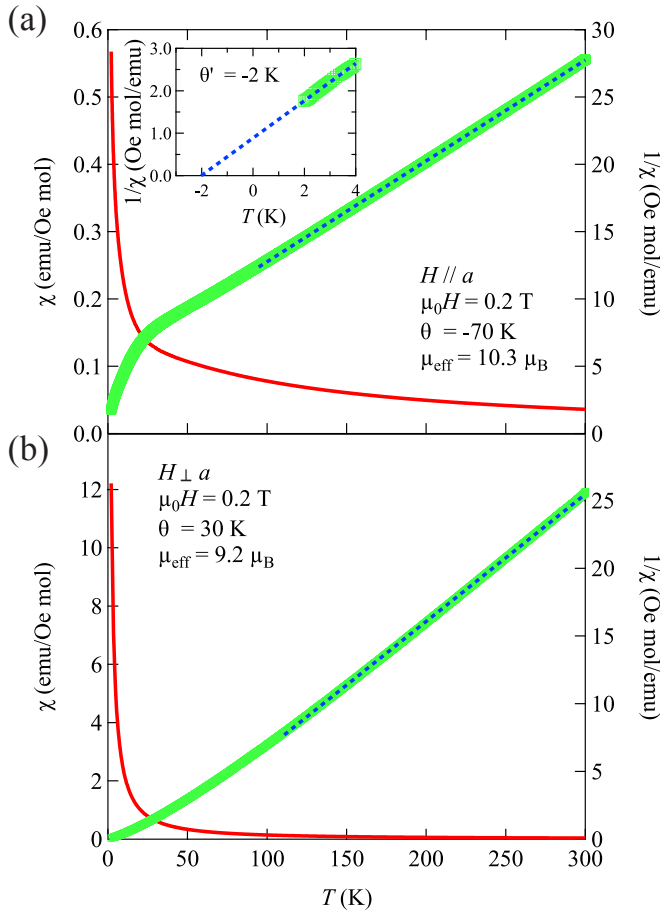 (a)
0.6
0.5
0.4
0.3
0.2
0.1
0.0
χ (emu/Oe mol)
30
25
20
15
10
5
0
1/χ (Oe mol/emu)
3.0
2.0
1.0
0.0
1/χ (Oe mol/emu)
θ' = -2 K
-2 0 2 4
T (K)
H // a
μ0H = 0.2 T
θ = -70 K
μeff = 10.3 μB
(b)
12
10
8
6
4
2
0
χ (emu/Oe mol)
H ⊥ a
μ0H = 0.2 T
θ = 30 K
μeff = 9.2 μB
25
20
15
10
5
0
1/χ (Oe mol/emu)
0 50 100 150 200 250 300
T (K)